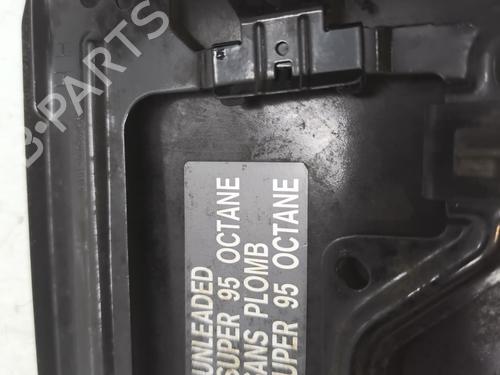 B-PARTS
UNLEADED
SUPER 95 OCTANE
SANS PLOMB
SUPER 95 OCTANE